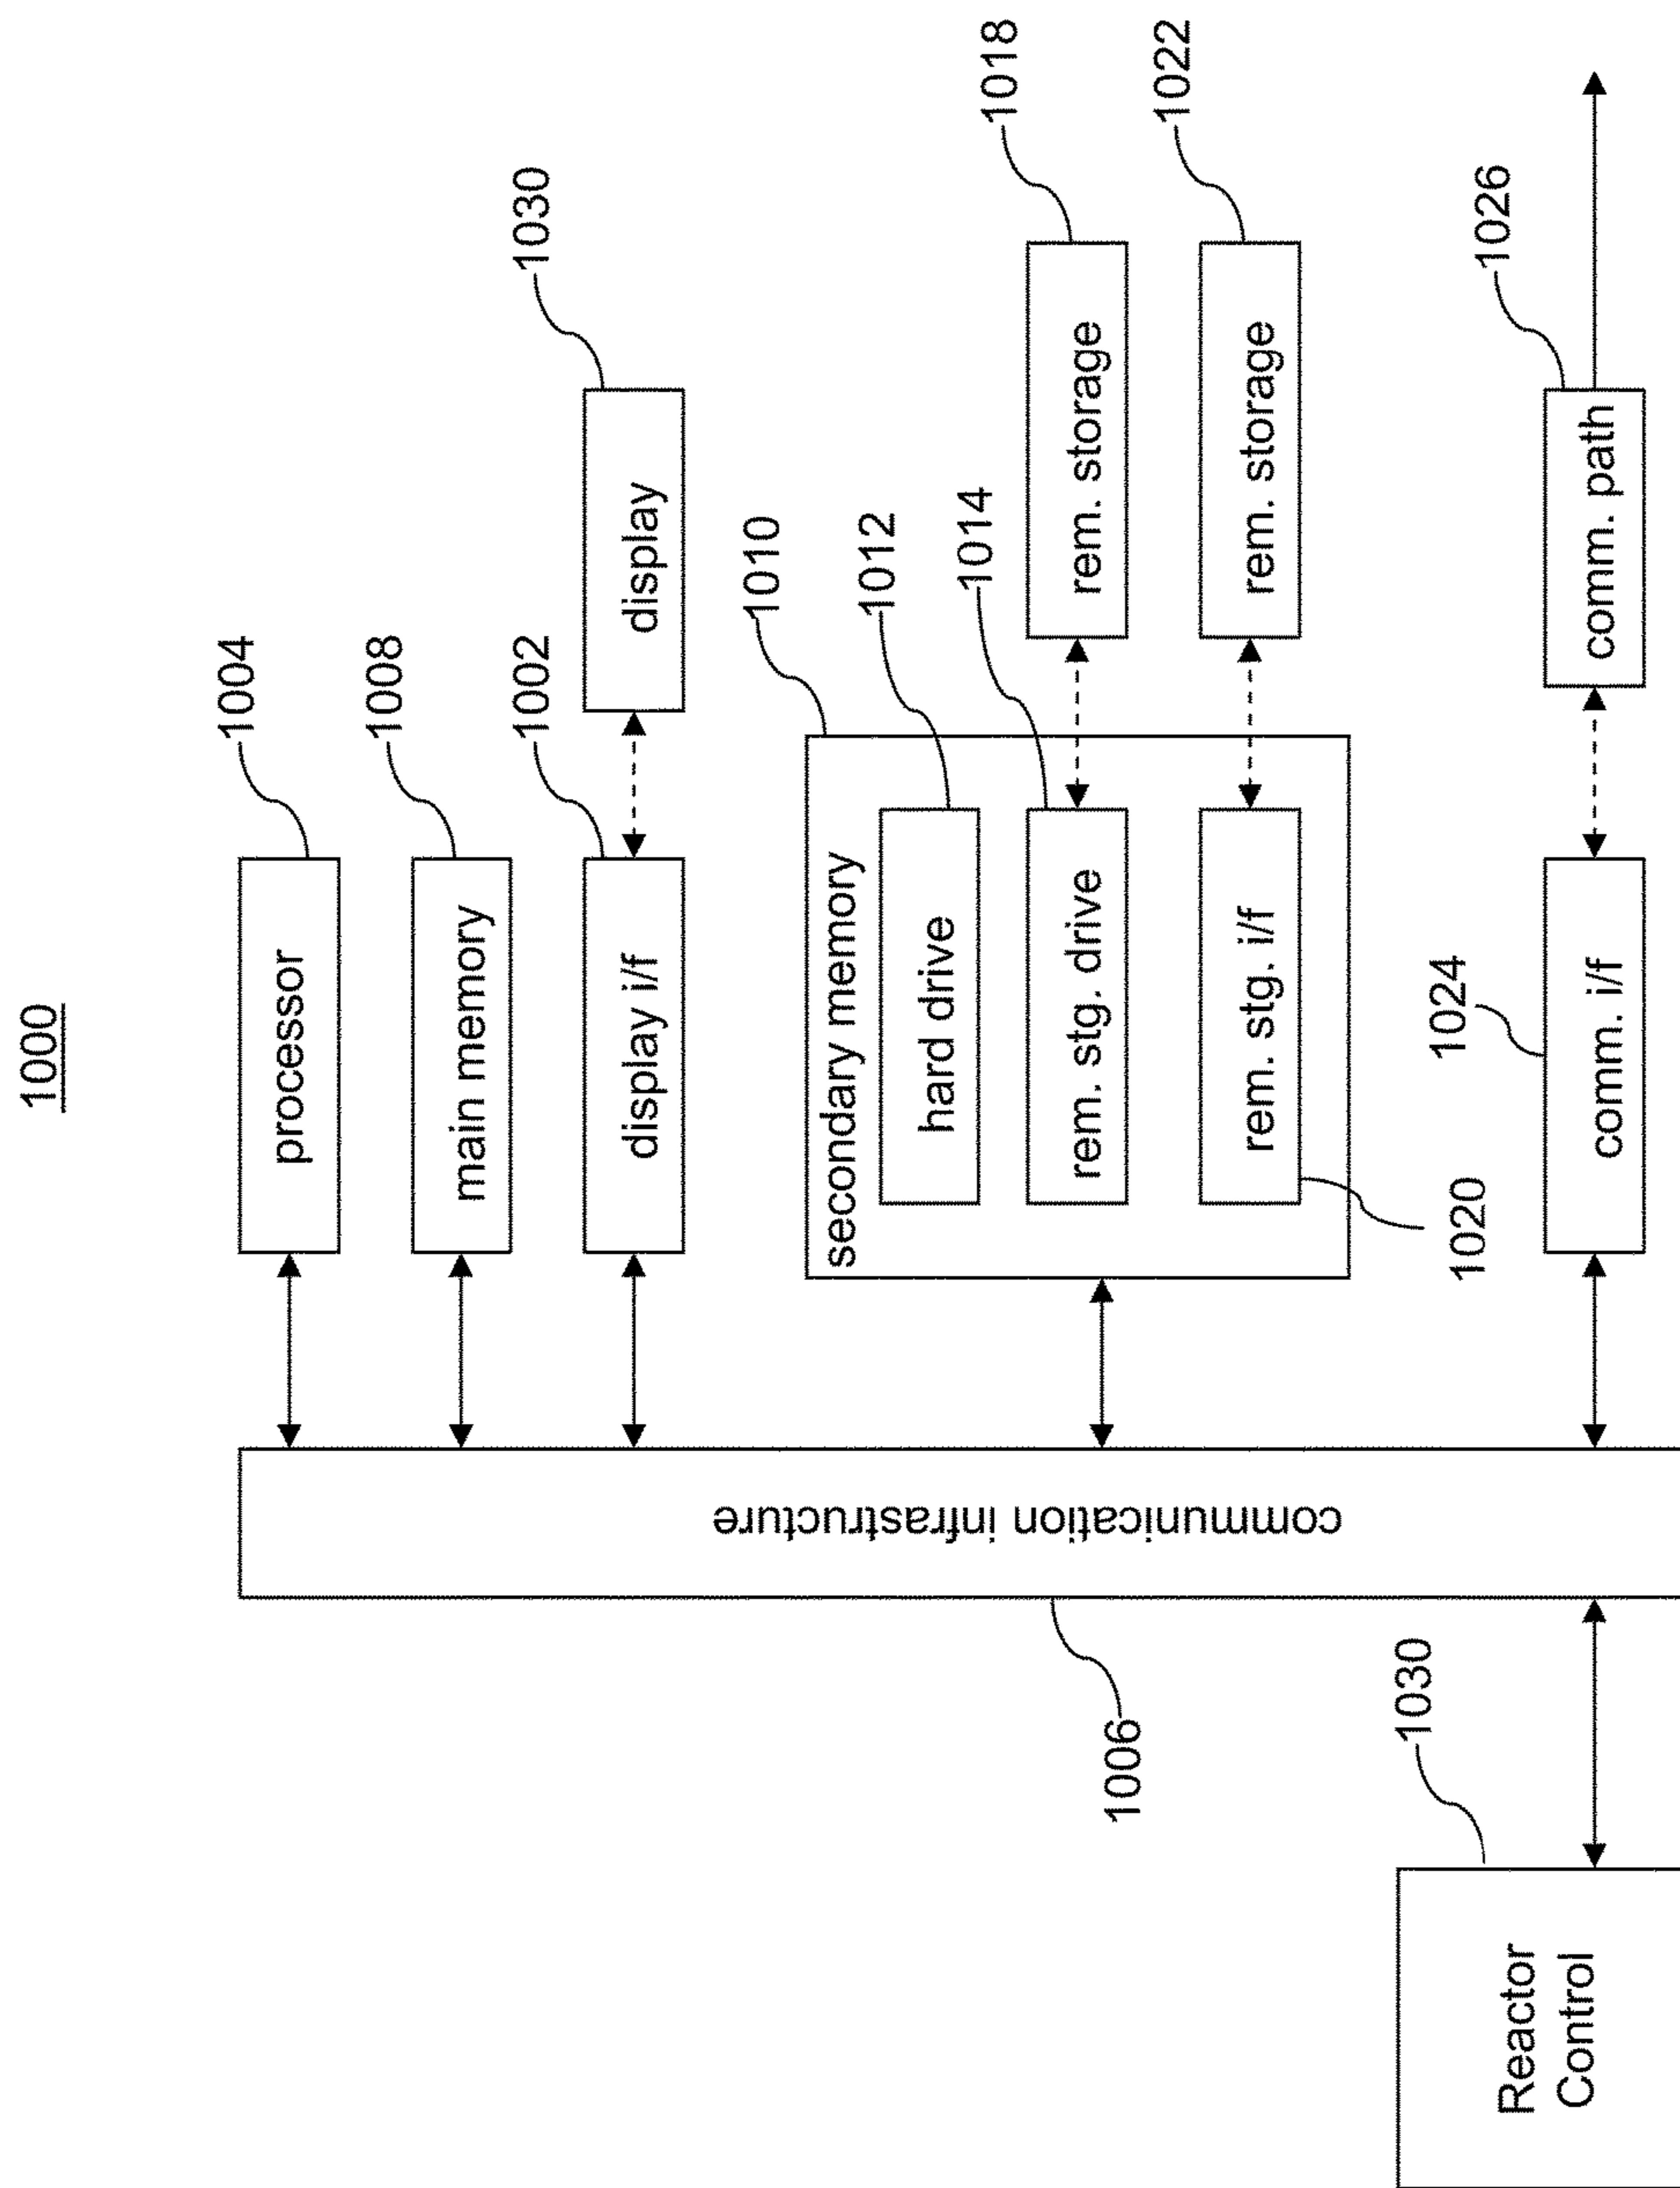 1000
processor
1004
main memory
1008
display i/f
1002
display
1030
secondary memory
1010
hard drive
1012
rem. stg. drive
1014
rem. storage
1018
rem. stg. i/f
1020
rem. storage
1022
comm. i/f
1024
comm. path
1026
communication infrastructure
1006
Reactor
Control
1030